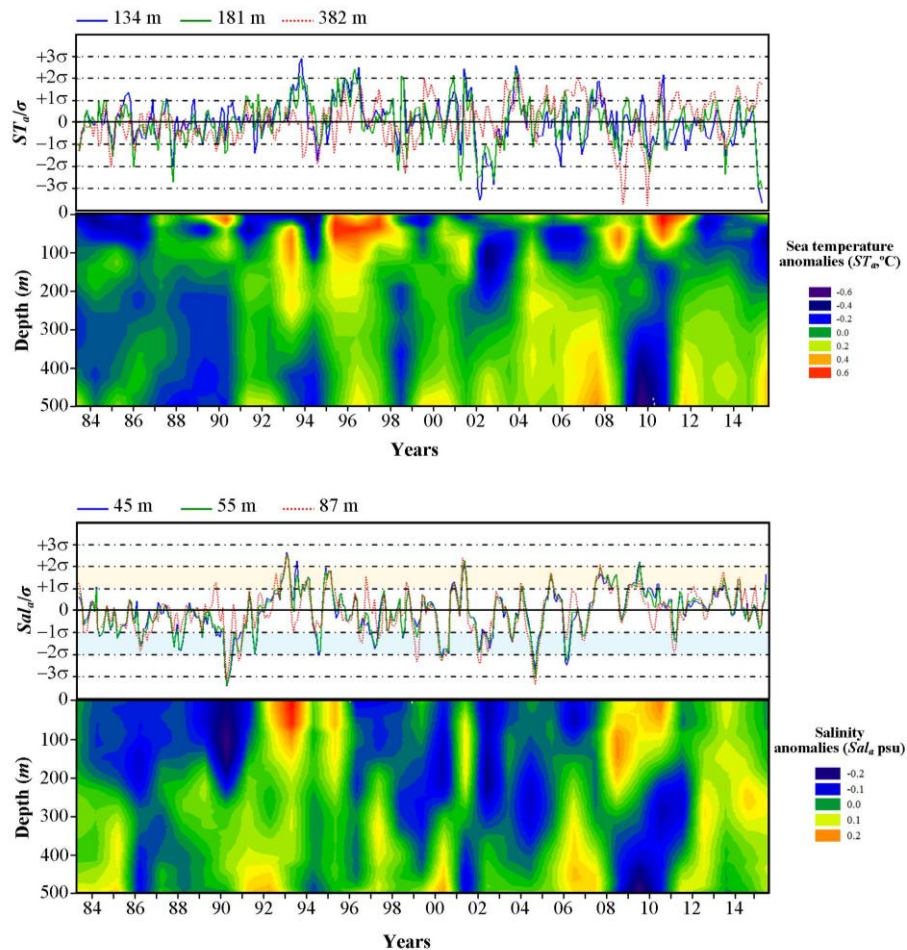 134 m 181 m 382 m
+3σ
+2σ
+1σ
0
−1σ
−2σ
−3σ
STa/σ
0
100
200
300
400
500
Depth (m)
84 86 88 90 92 94 96 98 00 02 04 06 08 10 12 14
Years
Sea temperature
anomalies (STa,ºC)
-0.6
-0.4
-0.2
0.0
0.2
0.4
0.6
45 m 55 m 87 m
+3σ
+2σ
+1σ
0
−1σ
−2σ
−3σ
Sala/σ
0
100
200
300
400
500
Depth (m)
84 86 88 90 92 94 96 98 00 02 04 06 08 10 12 14
Years
Salinity
anomalies (Sala psu)
-0.2
-0.1
0.0
0.1
0.2